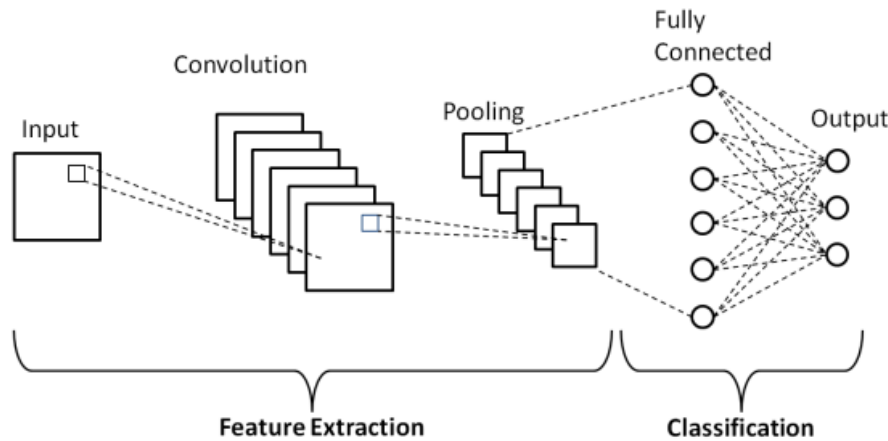 Input
Convolution
Pooling
Fully
Connected
Output
Feature Extraction
Classification